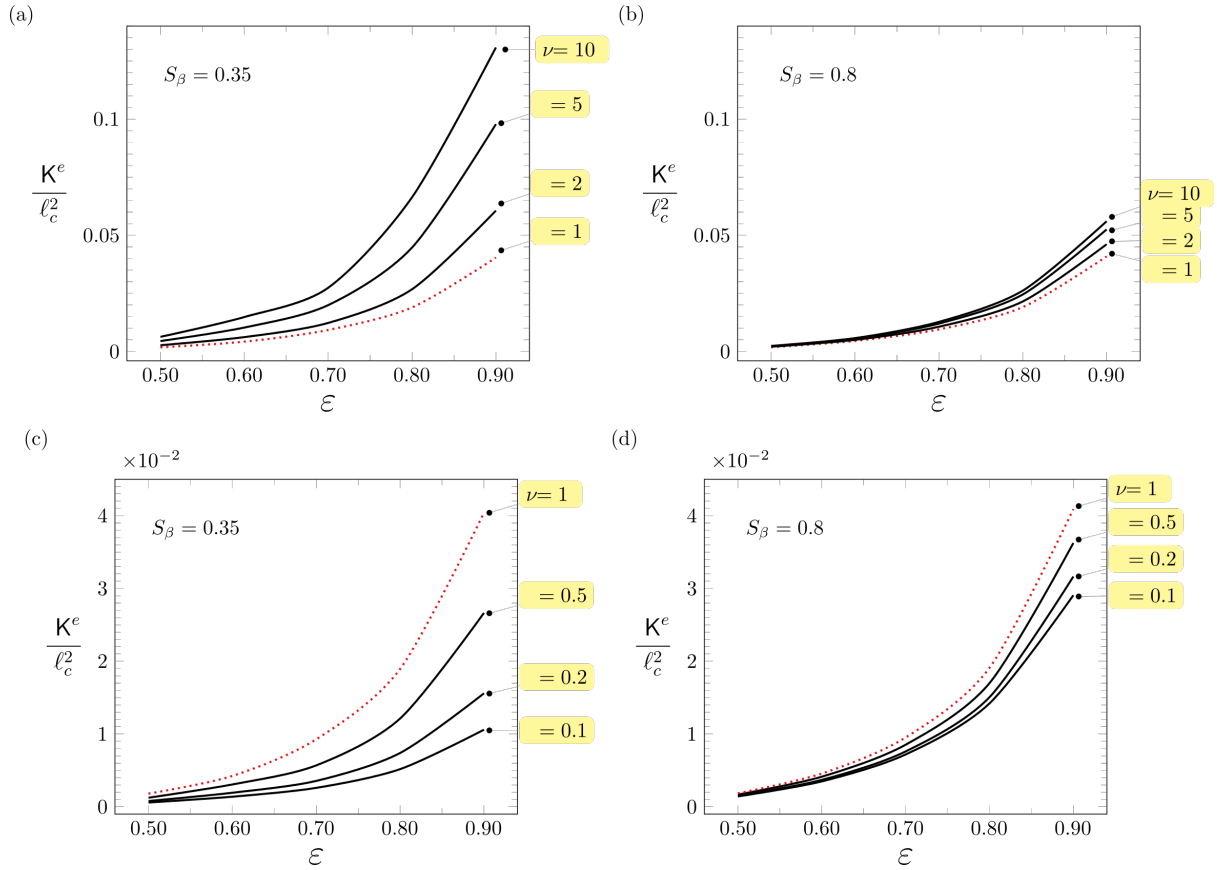 (a)
S_β = 0.35
ν= 10
= 5
= 2
= 1
0.1
0.05
0
K^e
ℓ_c^2
0.50 0.60 0.70 0.80 0.90
ε
(b)
S_β = 0.8
ν= 10
= 5
= 2
= 1
0.1
0.05
0
K^e
ℓ_c^2
0.50 0.60 0.70 0.80 0.90
ε
(c)
×10^−2
S_β = 0.35
ν= 1
= 0.5
= 0.2
= 0.1
4
3
2
1
0
K^e
ℓ_c^2
0.50 0.60 0.70 0.80 0.90
ε
(d)
×10^−2
S_β = 0.8
ν= 1
= 0.5
= 0.2
= 0.1
4
3
2
1
0
K^e
ℓ_c^2
0.50 0.60 0.70 0.80 0.90
ε